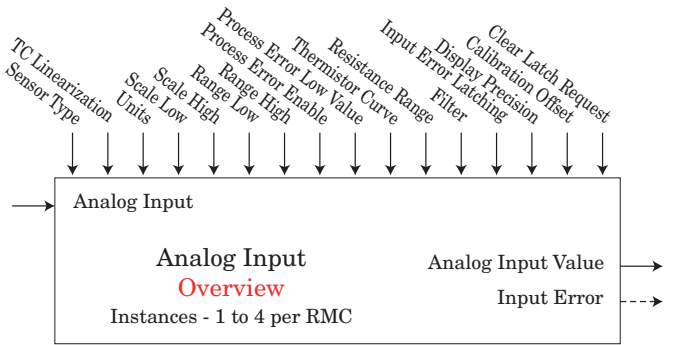 Sensor Type
TC Linearization
Units
Scale Low
Scale High
Range Low
Range High
Process Error Enable
Process Error Low Value
Thermistor Curve
Resistance Range
Filter
Input Error Latching
Display Precision
Calibration Offset
Clear Latch Request
Analog Input
Analog Input
Overview
Instances - 1 to 4 per RMC
Analog Input Value
Input Error